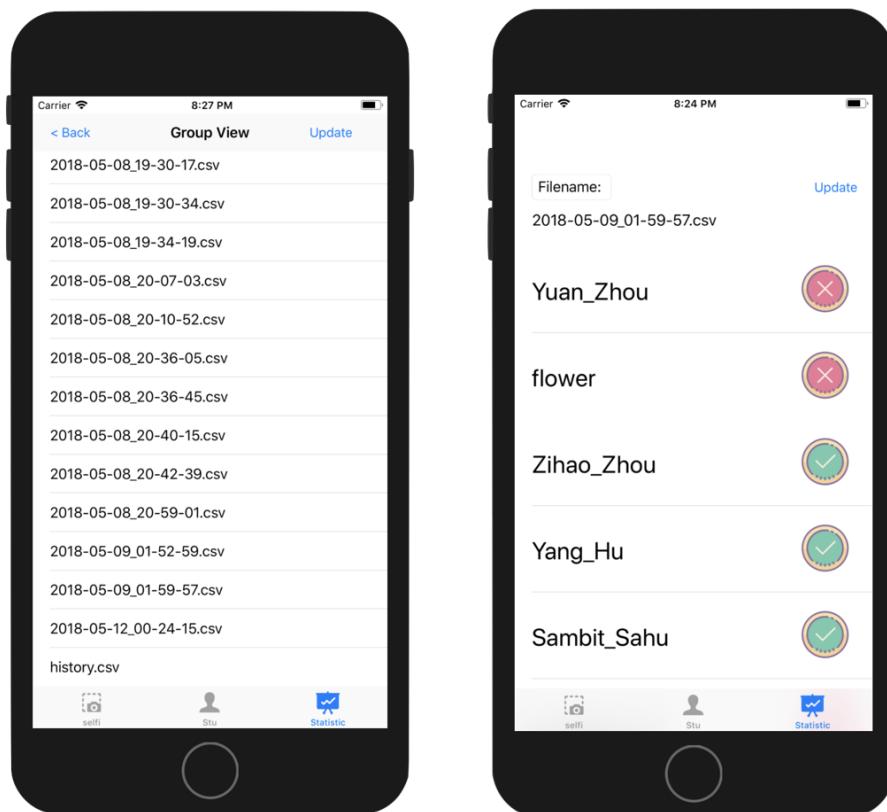 Carrier 8:27 PM
< Back Group View Update
2018-05-08_19-30-17.csv
2018-05-08_19-30-34.csv
2018-05-08_19-34-19.csv
2018-05-08_20-07-03.csv
2018-05-08_20-10-52.csv
2018-05-08_20-36-05.csv
2018-05-08_20-36-45.csv
2018-05-08_20-40-15.csv
2018-05-08_20-42-39.csv
2018-05-08_20-59-01.csv
2018-05-09_01-52-59.csv
2018-05-09_01-59-57.csv
2018-05-12_00-24-15.csv
history.csv
selfi Stu Statistic
Carrier 8:24 PM
Filename: Update
2018-05-09_01-59-57.csv
Yuan_Zhou
flower
Zihao_Zhou
Yang_Hu
Sambit_Sahu
selfi Stu Statistic